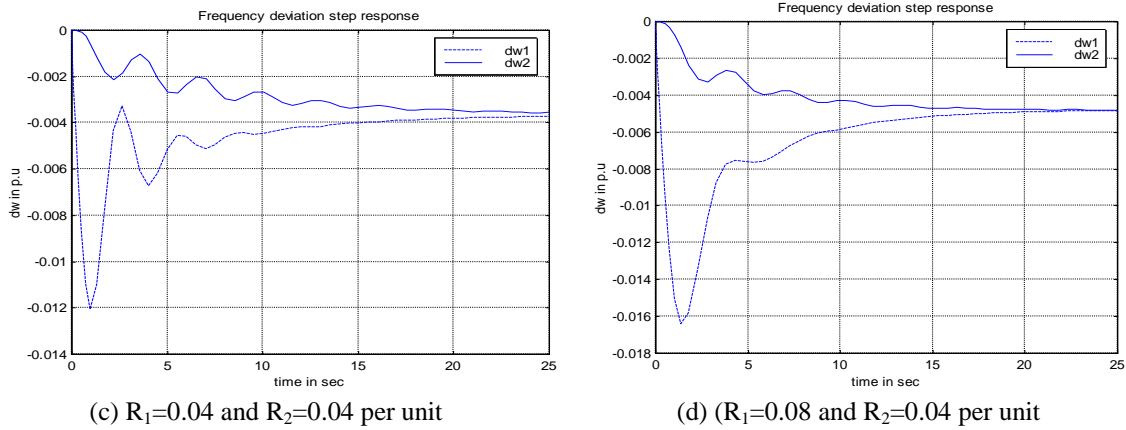 Frequency deviation step response
0
dw1
dw2
-0.002
-0.004
-0.006
-0.008
-0.01
-0.012
-0.014
dw in p.u
0 5 10 15 20 25
time in sec
(c) R1=0.04 and R2=0.04 per unit
Frequency deviation step response
0
dw1
dw2
-0.002
-0.004
-0.006
-0.008
-0.01
-0.012
-0.014
-0.016
-0.018
dw in p.u
0 5 10 15 20 25
time in sec
(d) (R1=0.08 and R2=0.04 per unit